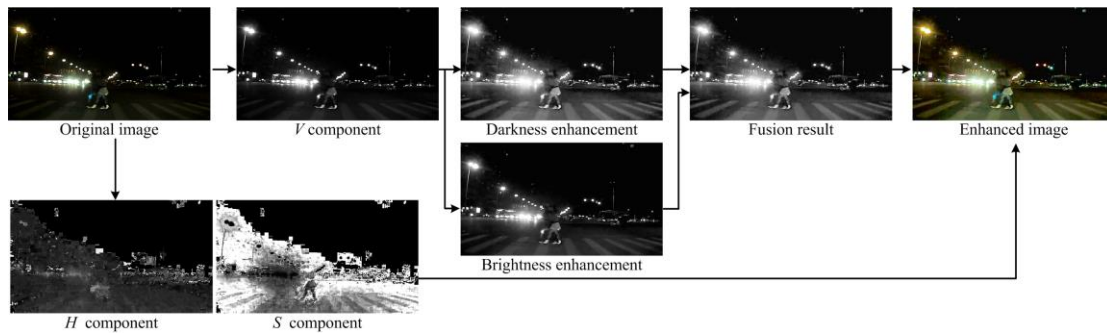 Original image
V component
Darkness enhancement
Fusion result
Enhanced image
Brightness enhancement
H component
S component